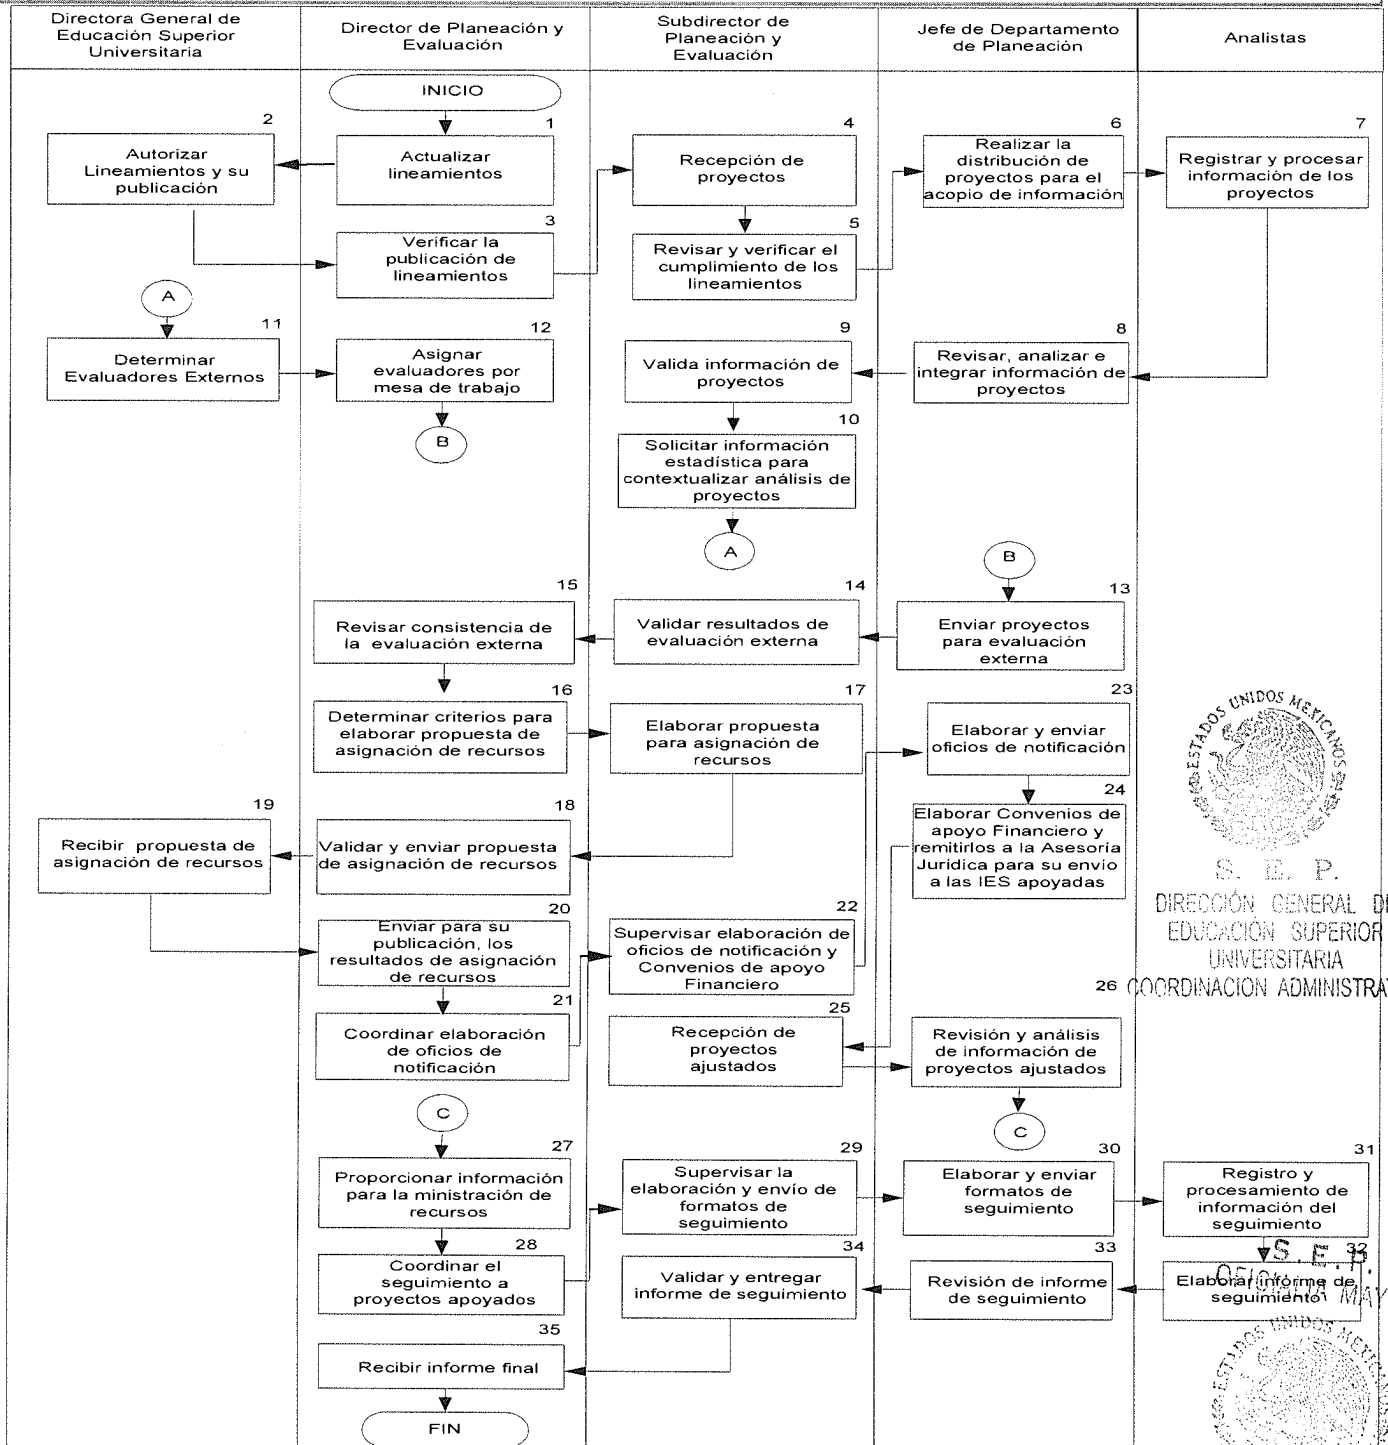 Directora General de
Educación Superior
Universitaria
Director de Planeación y
Evaluación
Subdirector de
Planeación y
Evaluación
Jefe de Departamento
de Planeación
Analistas
INICIO
1
Actualizar
lineamientos
2
Autorizar
Lineamientos y su
publicación
3
Verificar la
publicación de
lineamientos
4
Recepción de
proyectos
5
Revisar y verificar el
cumplimiento de los
lineamientos
6
Realizar la
distribución de
proyectos para el
acopio de información
7
Registrar y procesar
información de los
proyectos
8
Revisar, analizar e
integrar información de
proyectos
9
Valida información de
proyectos
10
Solicitar información
estadística para
contextualizar análisis de
proyectos
A
A
11
Determinar
Evaluadores Externos
12
Asignar
evaluadores por
mesa de trabajo
B
B
13
Enviar proyectos
para evaluación
externa
14
Validar resultados de
evaluación externa
15
Revisar consistencia de
la evaluación externa
16
Determinar criterios para
elaborar propuesta de
asignación de recursos
17
Elaborar propuesta
para asignación de
recursos
18
Validar y enviar propuesta
de asignación de recursos
19
Recibir propuesta de
asignación de recursos
20
Enviar para su
publicación, los
resultados de asignación
de recursos
21
Coordinar elaboración
de oficios de
notificación
22
Supervisar elaboración de
oficios de notificación y
Convenios de apoyo
Financiero
23
Elaborar y enviar
oficios de notificación
24
Elaborar Convenios de
apoyo Financiero y
remitirlos a la Asesoría
Jurídica para su envío
a las IES apoyadas
25
Recepción de
proyectos
ajustados
26
Revisión y análisis
de información de
proyectos ajustados
C
C
27
Proporcionar información
para la ministración de
recursos
28
Coordinar el
seguimiento a
proyectos apoyados
29
Supervisar la
elaboración y envío de
formatos de
seguimiento
30
Elaborar y enviar
formatos de
seguimiento
31
Registro y
procesamiento de
información del
seguimiento
32
Elaborar informe de
seguimiento
33
Revisión de informe
de seguimiento
34
Validar y entregar
informe de seguimiento
35
Recibir informe final
FIN
ESTADOS UNIDOS MEXICANOS
S. E. P.
DIRECCIÓN GENERAL DE
EDUCACIÓN SUPERIOR
UNIVERSITARIA
COORDINACION ADMINISTRAT
S. E. P.
OFICIALIA MAY
ESTADOS UNIDOS MEXICANOS